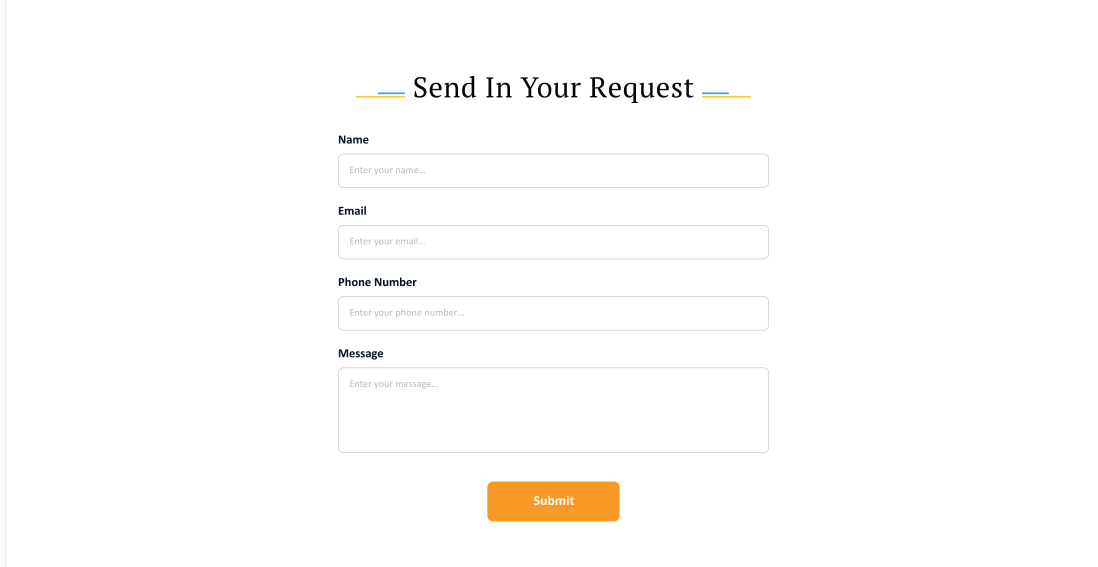 Send In Your Request
Name
Enter your name...
Email
Enter your email...
Phone Number
Enter your phone number...
Message
Enter your message...
Submit